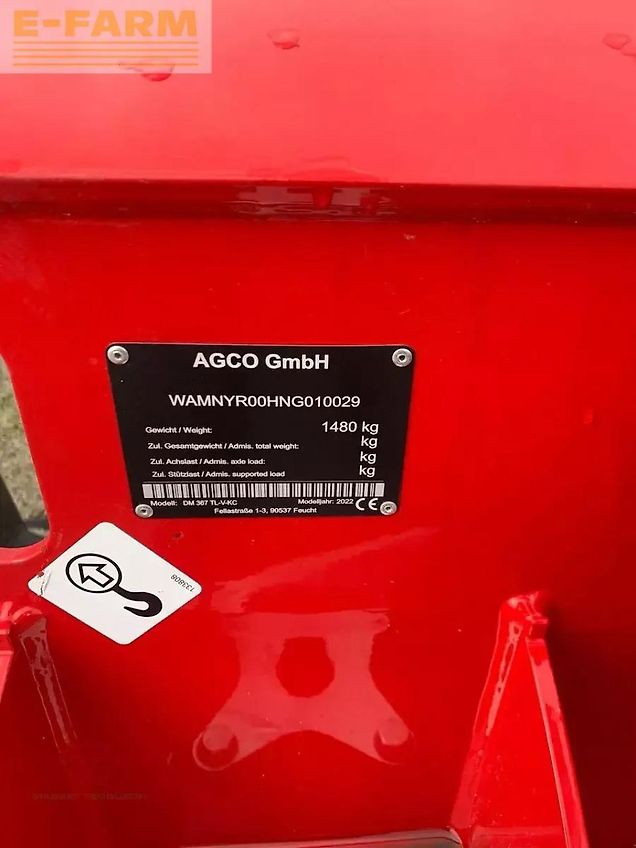 E-FARM
AGCO GmbH
WAMNYR00HNG010029
Gewicht / Weight: 1480 kg
Zul. Gesamtgewicht / Admis. total weight: kg
Zul. Achslast / Admis. axle load: kg
Zul. Stützlast / Admis. supported load kg
Modell: DM 367 TL-V-KC Modelljahr: 2022 CE
Fellastraße 1-3, 90537 Feucht
133808